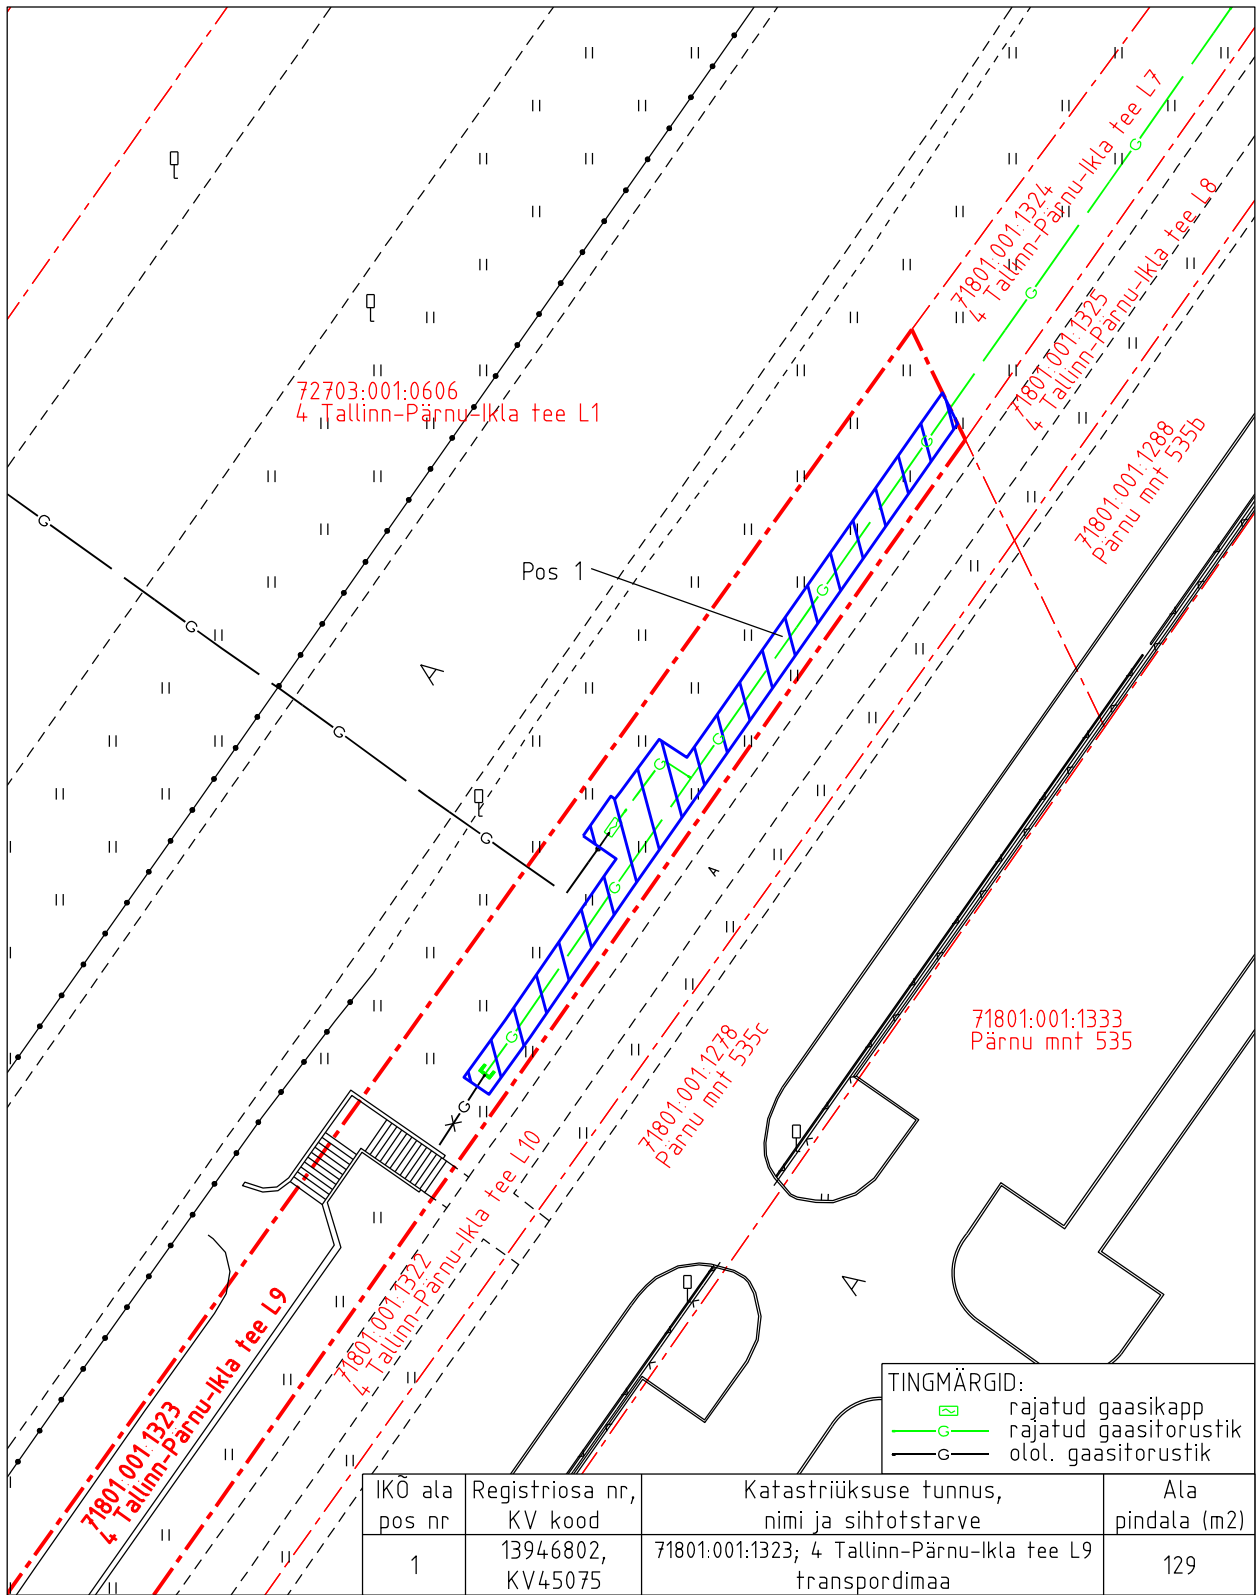 71801:001:1324
4 Tallinn-Pärnu-Ikla tee L7
71801:001:1325
4 Tallinn-Pärnu-Ikla tee L8
72703:001:0606
4 Tallinn-Pärnu-Ikla tee L1
71801:001:1288
Pärnu mnt 535b
Pos 1
A
A
71801:001:1333
Pärnu mnt 535
71801:001:1278
Pärnu mnt 535c
71801:001:1322
4 Tallinn-Pärnu-Ikla tee L10
A
71801:001:1323
4 Tallinn-Pärnu-Ikla tee L9
TINGMÄRGID:
rajatud gaasikapp
G rajatud gaasitorustik
G olol. gaasitorustik
IKÕ ala pos nr
Registriosa nr, KV kood
Katastriüksuse tunnus, nimi ja sihtotstarve
Ala pindala (m2)
1
13946802, KV45075
71801:001:1323; 4 Tallinn-Pärnu-Ikla tee L9 transpordimaa
129